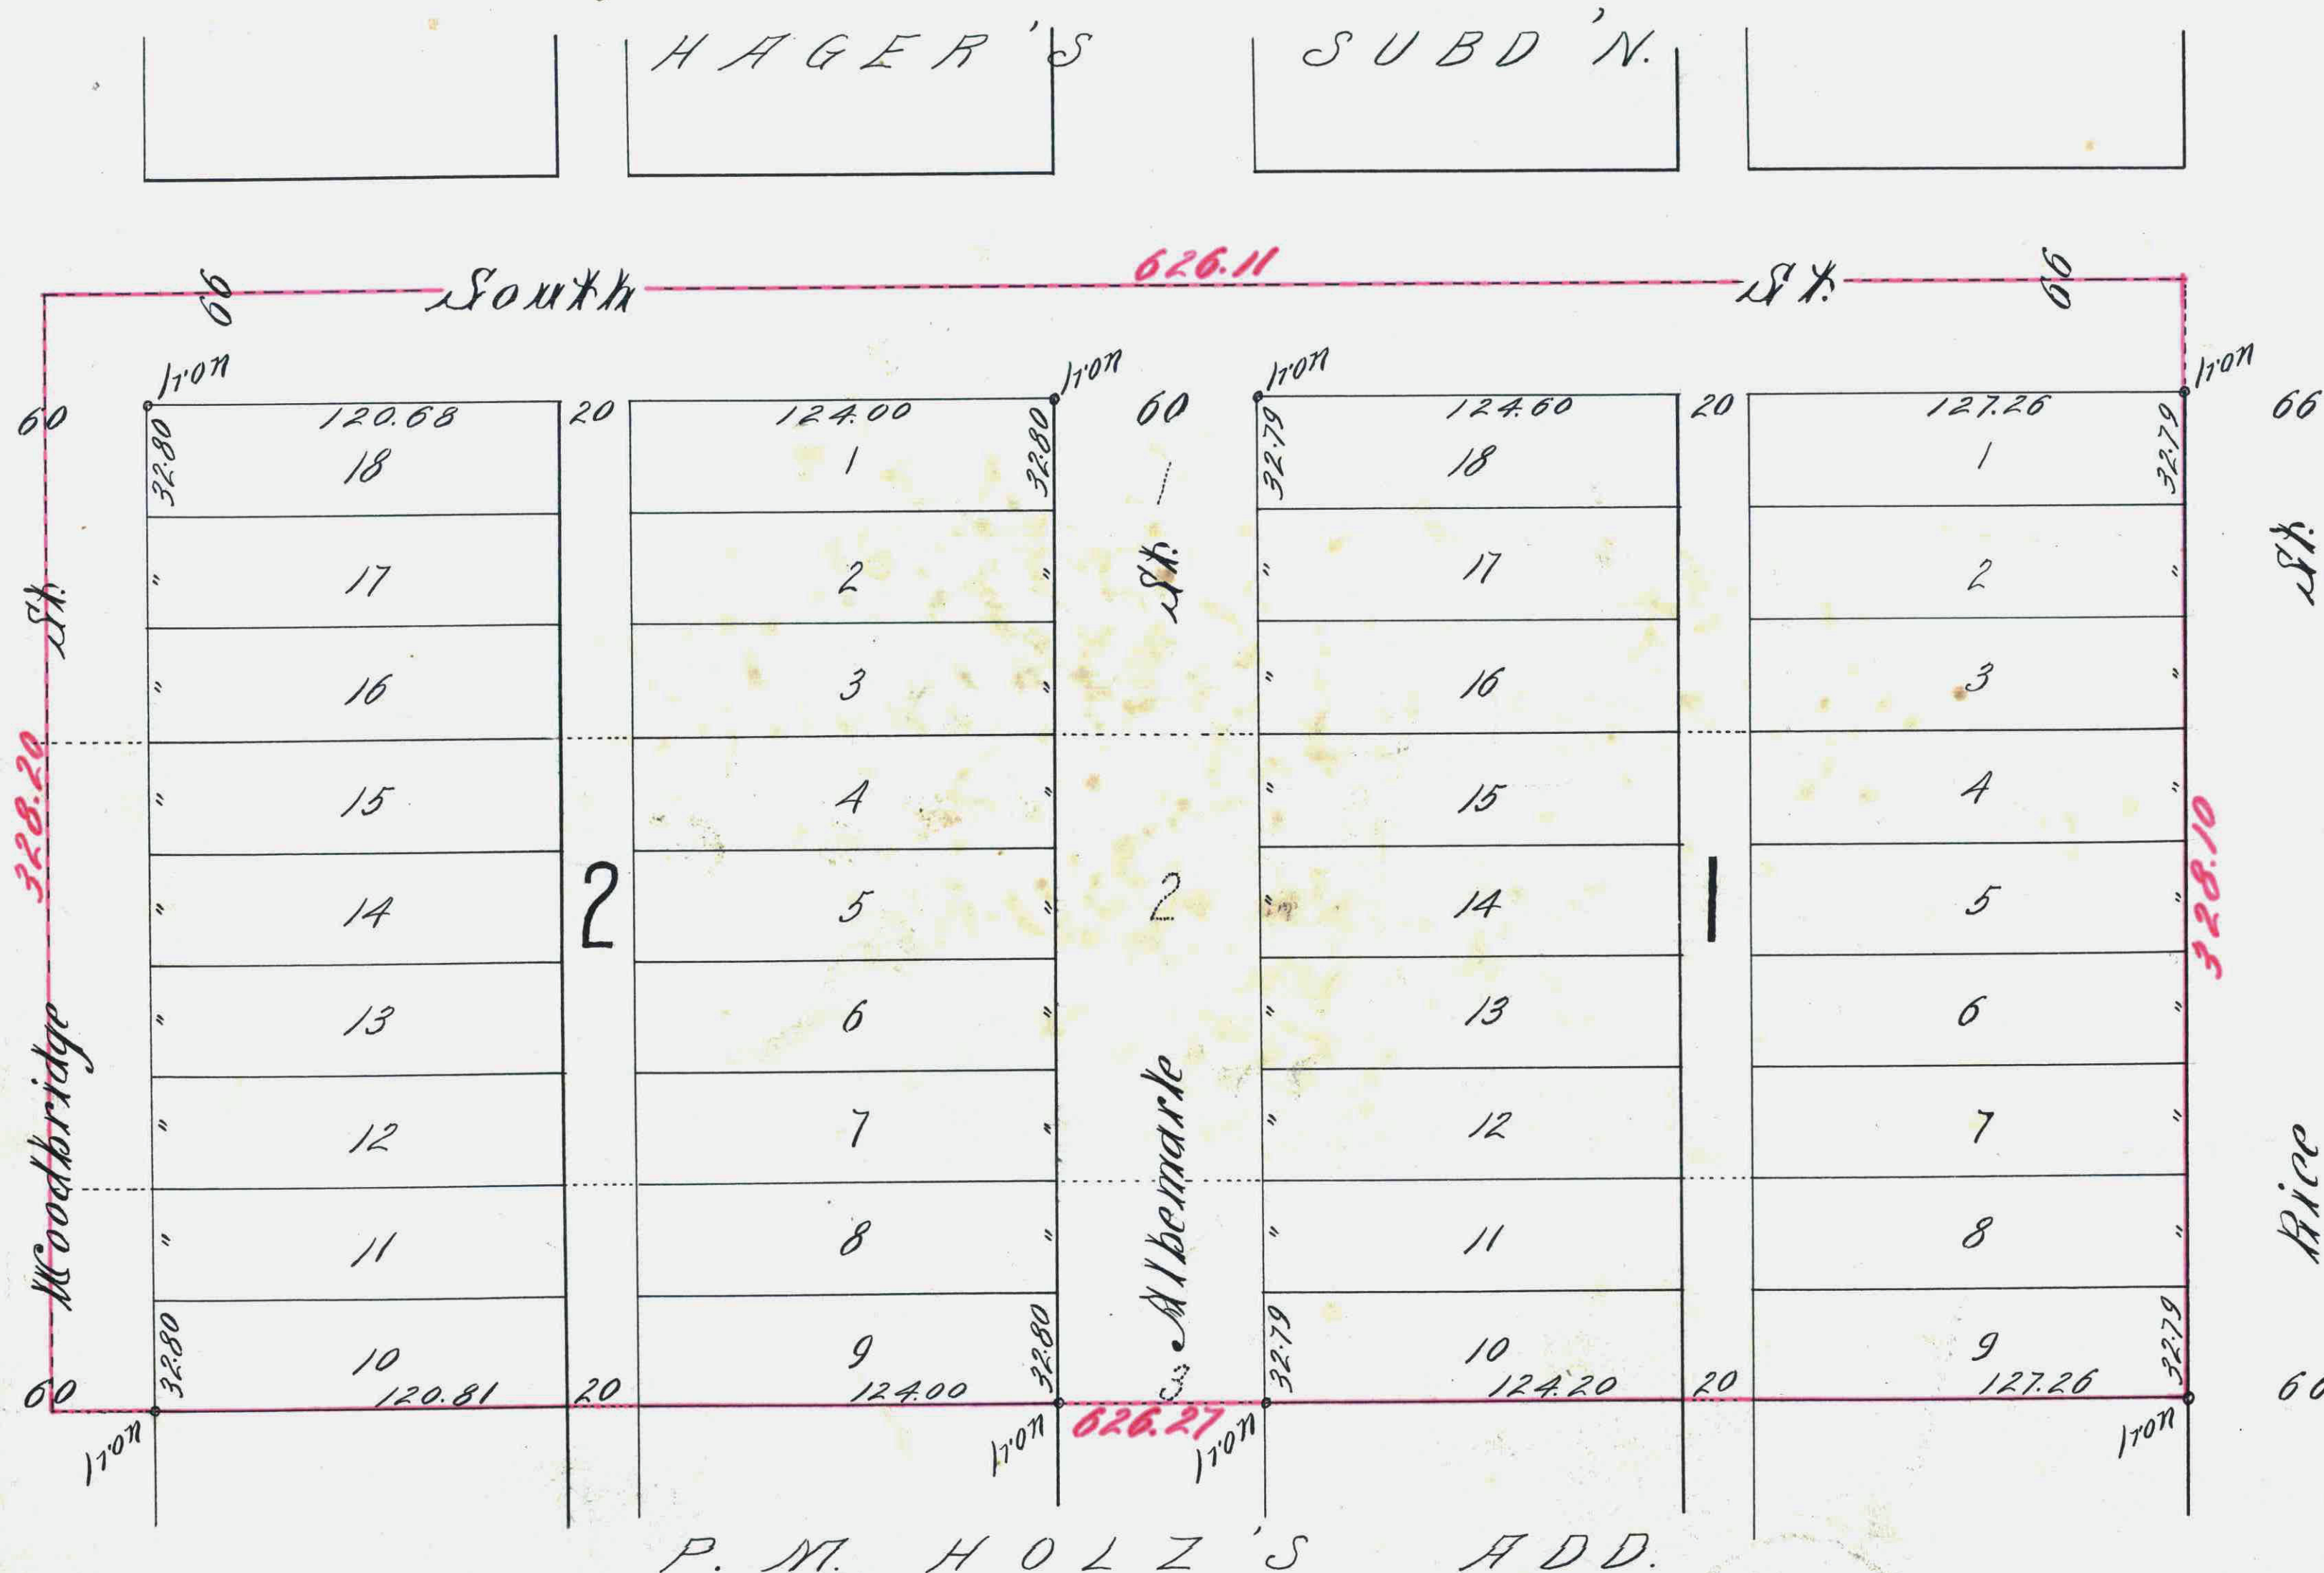 HAGER'S SUBD'N.
626.11
66 South St. 66
Iron Iron Iron Iron
60 120.68 20 124.00 60 124.60 20 127.26 66
32.80 32.80 32.79 32.79
18 1 18 1
" 17 2 " " 17 2 "
St. St. St.
" 16 3 " " 16 3 "
" 15 4 " " 15 4 "
328.20 328.10
" 14 2 5 " 2 " 14 1 5 "
" 13 6 " " 13 6 "
Woodbridge Albemarle Rice
" 12 7 " " 12 7 "
" 11 8 " " 11 8 "
32.80 32.80 32.79 32.79
10 9 3 10 9
60 120.81 20 124.00 124.20 20 127.26
626.27
Iron Iron Iron Iron
P. M. HOLZ'S ADD.